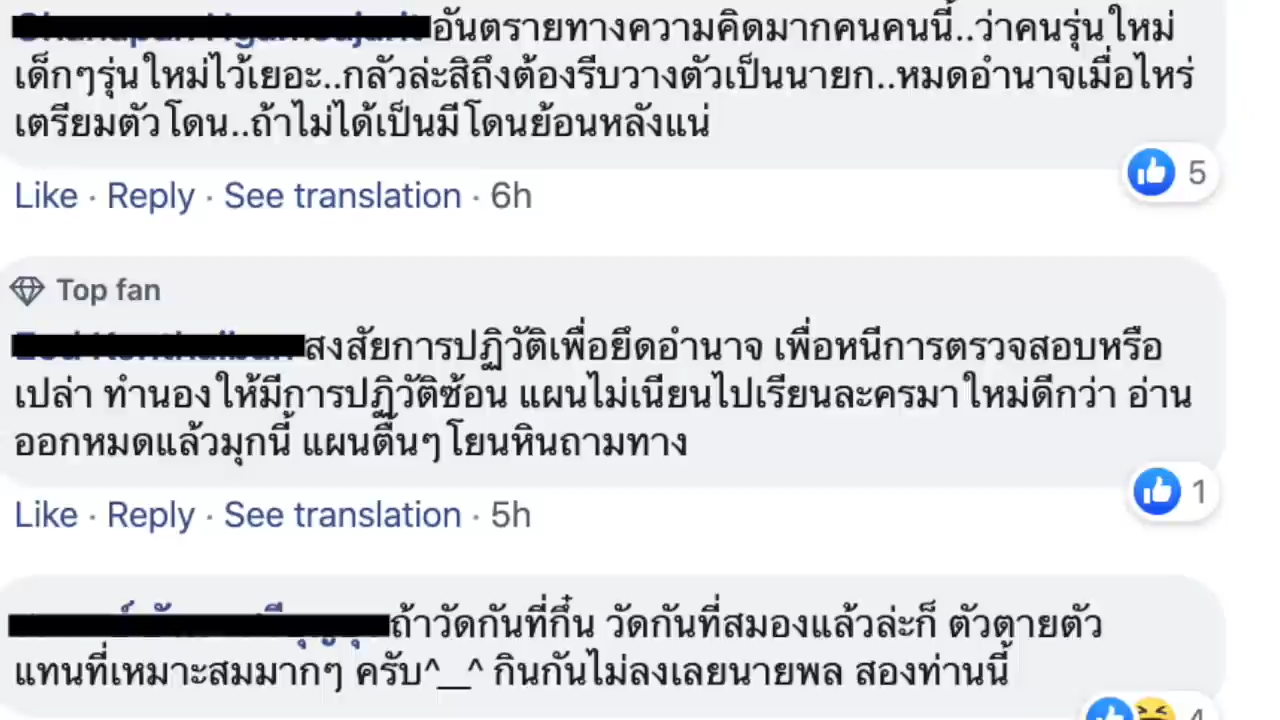 อันตรายทางความคิดมากคนคนนี้..ว่าคนรุ่นใหม่
เด็กๆรุ่นใหม่ไว้เยอะ..กลัวล่ะสิถึงต้องรีบวางตัวเป็นนายก..หมดอำนาจเมื่อไหร่
เตรียมตัวโดน..ถ้าไม่ได้เป็นมีโดนย้อนหลังแน่
5
Like · Reply · See translation · 6h
Top fan
สงสัยการปฏิวัติเพื่อยึดอำนาจ เพื่อหนีการตรวจสอบหรือ
เปล่า ทำนองให้มีการปฏิวัติซ้อน แผนไม่เนียนไปเรียนละครมาใหม่ดีกว่า อ่าน
ออกหมดแล้วมุกนี้ แผนตื้นๆโยนหินถามทาง
1
Like · Reply · See translation · 5h
ถ้าวัดกันที่กึ๋น วัดกันที่สมองแล้วล่ะก็ ตัวตายตัว
แทนที่เหมาะสมมากๆ ครับ^__^ กินกันไม่ลงเลยนายพล สองท่านนี้
4